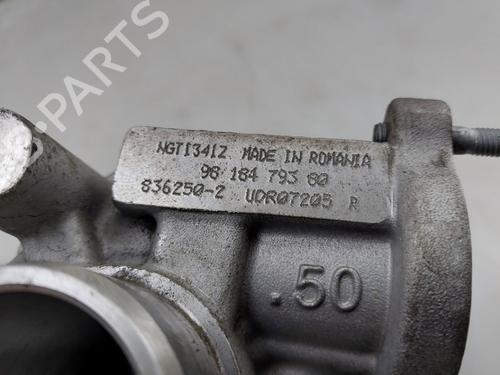 NGT1341Z MADE IN ROMANIA
98 184 793 80
836250-2 UDR07205 R
.50
B-PARTS